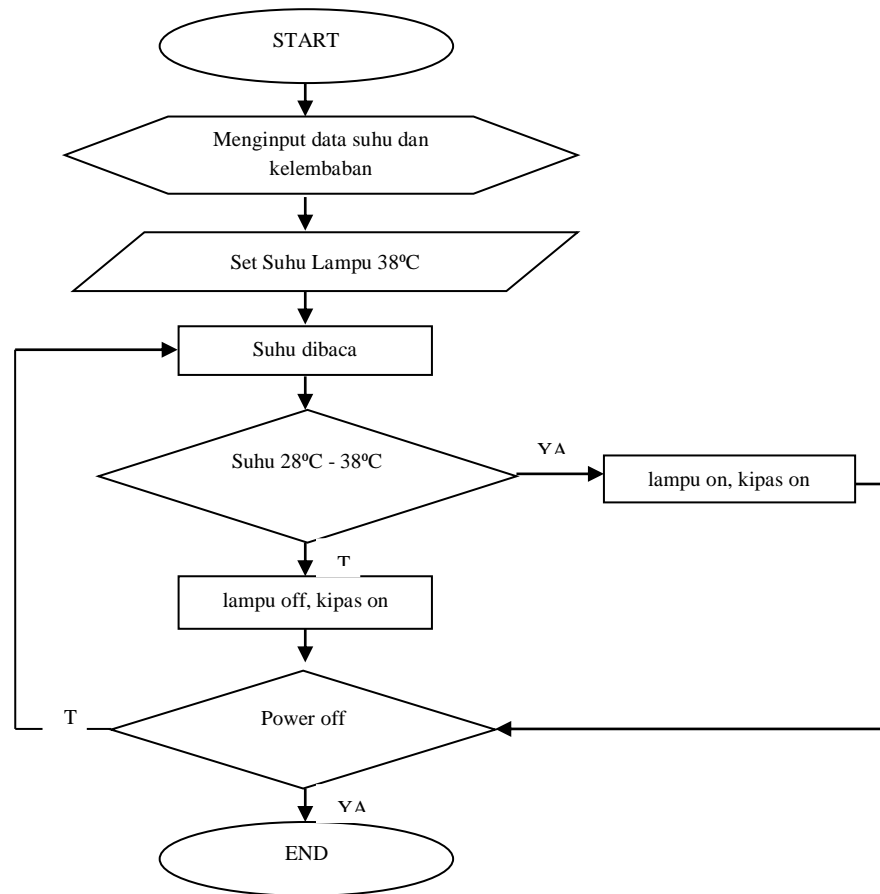 START
Menginput data suhu dan
kelembaban
Set Suhu Lampu 38ºC
Suhu dibaca
Suhu 28ºC - 38ºC
YA
lampu on, kipas on
T
lampu off, kipas on
Power off
T
YA
END